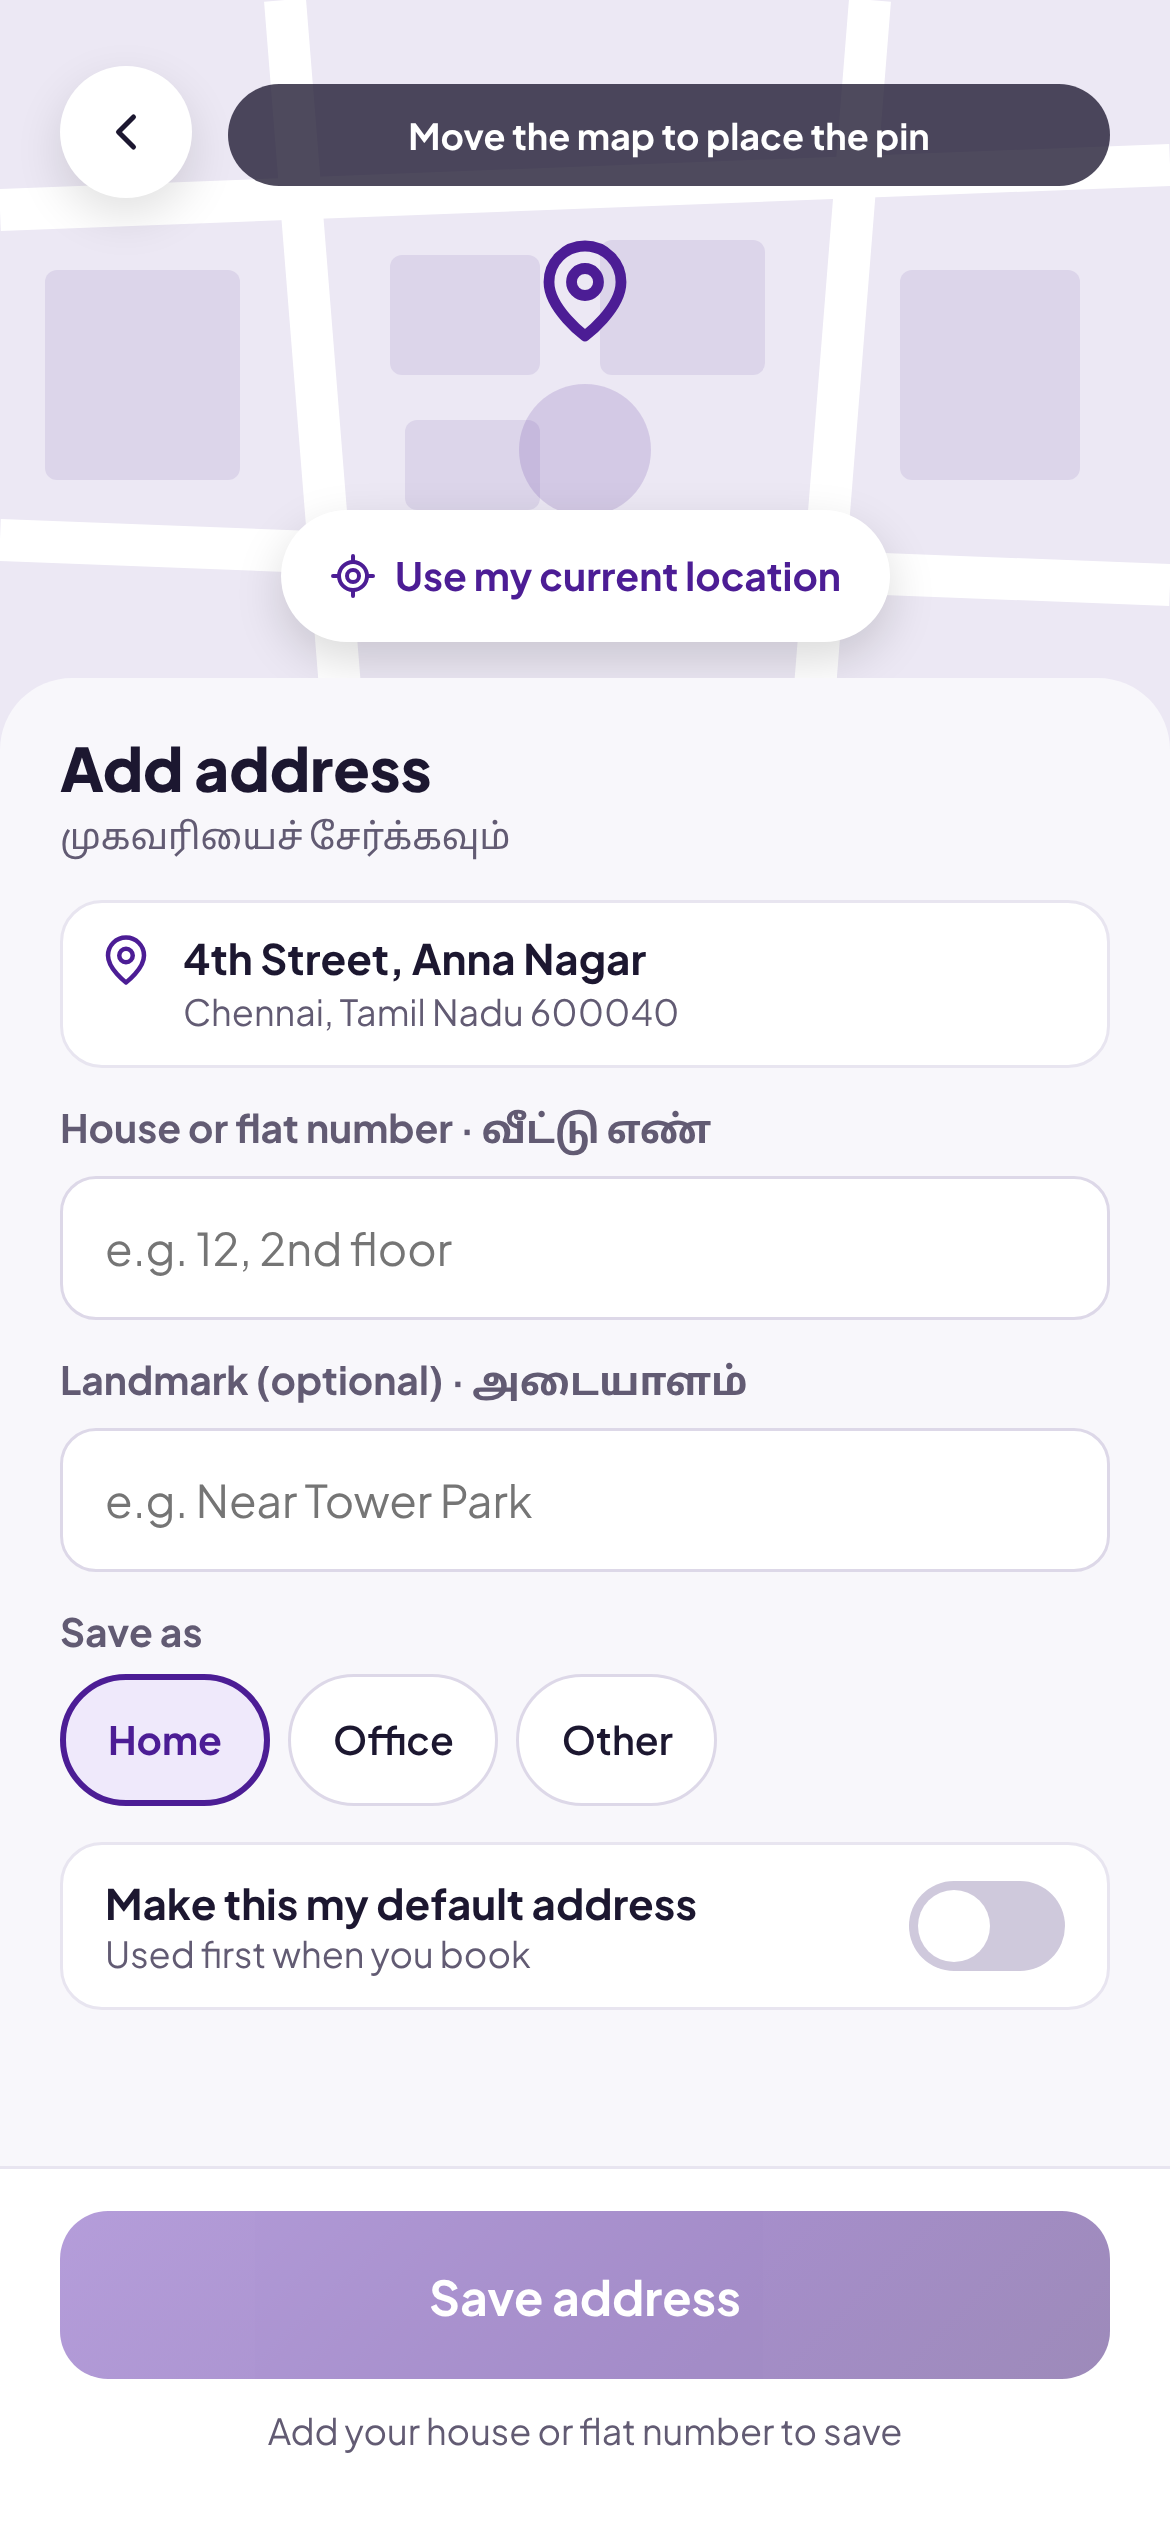 Move the map to place the pin
Use my current location
Add address
முகவரியைச் சேர்க்கவும்
4th Street, Anna Nagar
Chennai, Tamil Nadu 600040
House or flat number · வீட்டு எண்
e.g. 12, 2nd floor
Landmark (optional) · அடையாளம்
e.g. Near Tower Park
Save as
Home Office Other
Make this my default address
Used first when you book
Save address
Add your house or flat number to save